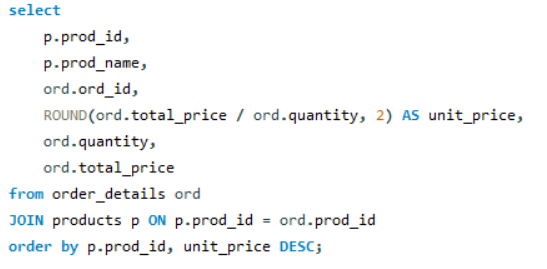 select
p.prod_id,
p.prod_name,
ord.ord_id,
ROUND(ord.total_price / ord.quantity, 2) AS unit_price,
ord.quantity,
ord.total_price
from order_details ord
JOIN products p ON p.prod_id = ord.prod_id
order by p.prod_id, unit_price DESC;